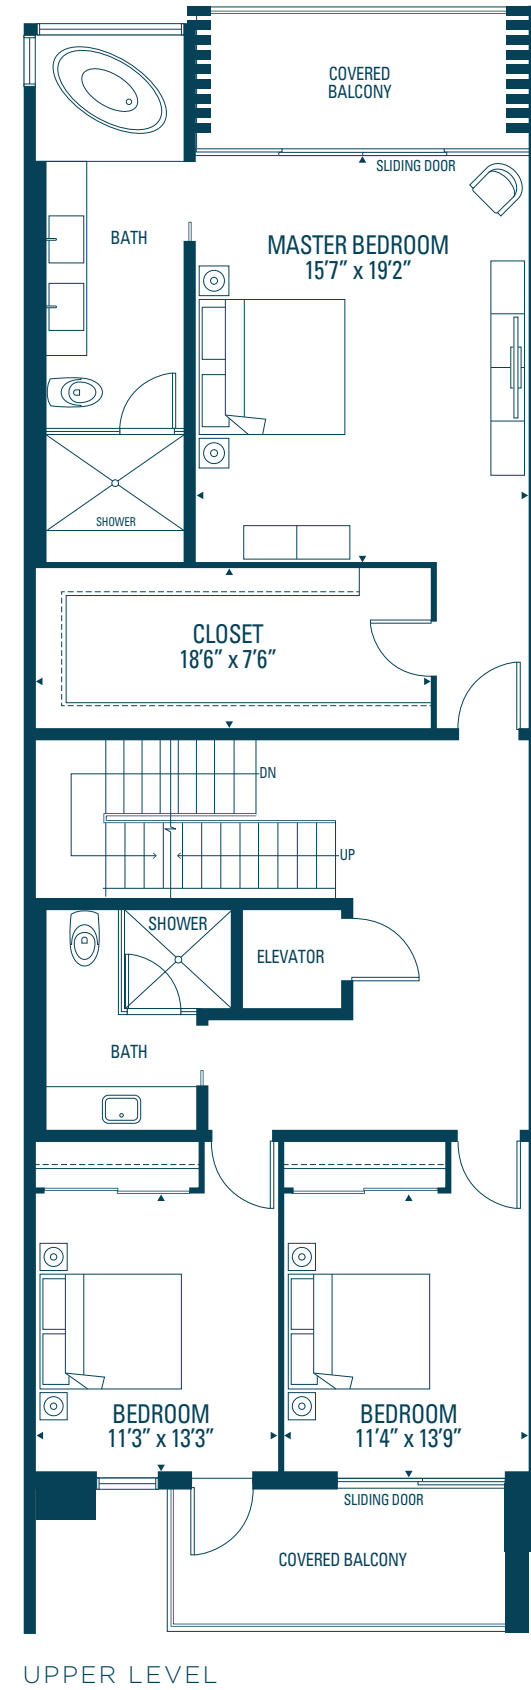 COVERED
BALCONY
SLIDING DOOR
BATH
MASTER BEDROOM
15’7” x 19’2”
SHOWER
CLOSET
18’6” x 7’6”
DN
UP
SHOWER
ELEVATOR
BATH
BEDROOM
11’3” x 13’3”
BEDROOM
11’4” x 13’9”
SLIDING DOOR
COVERED BALCONY
UPPER LEVEL